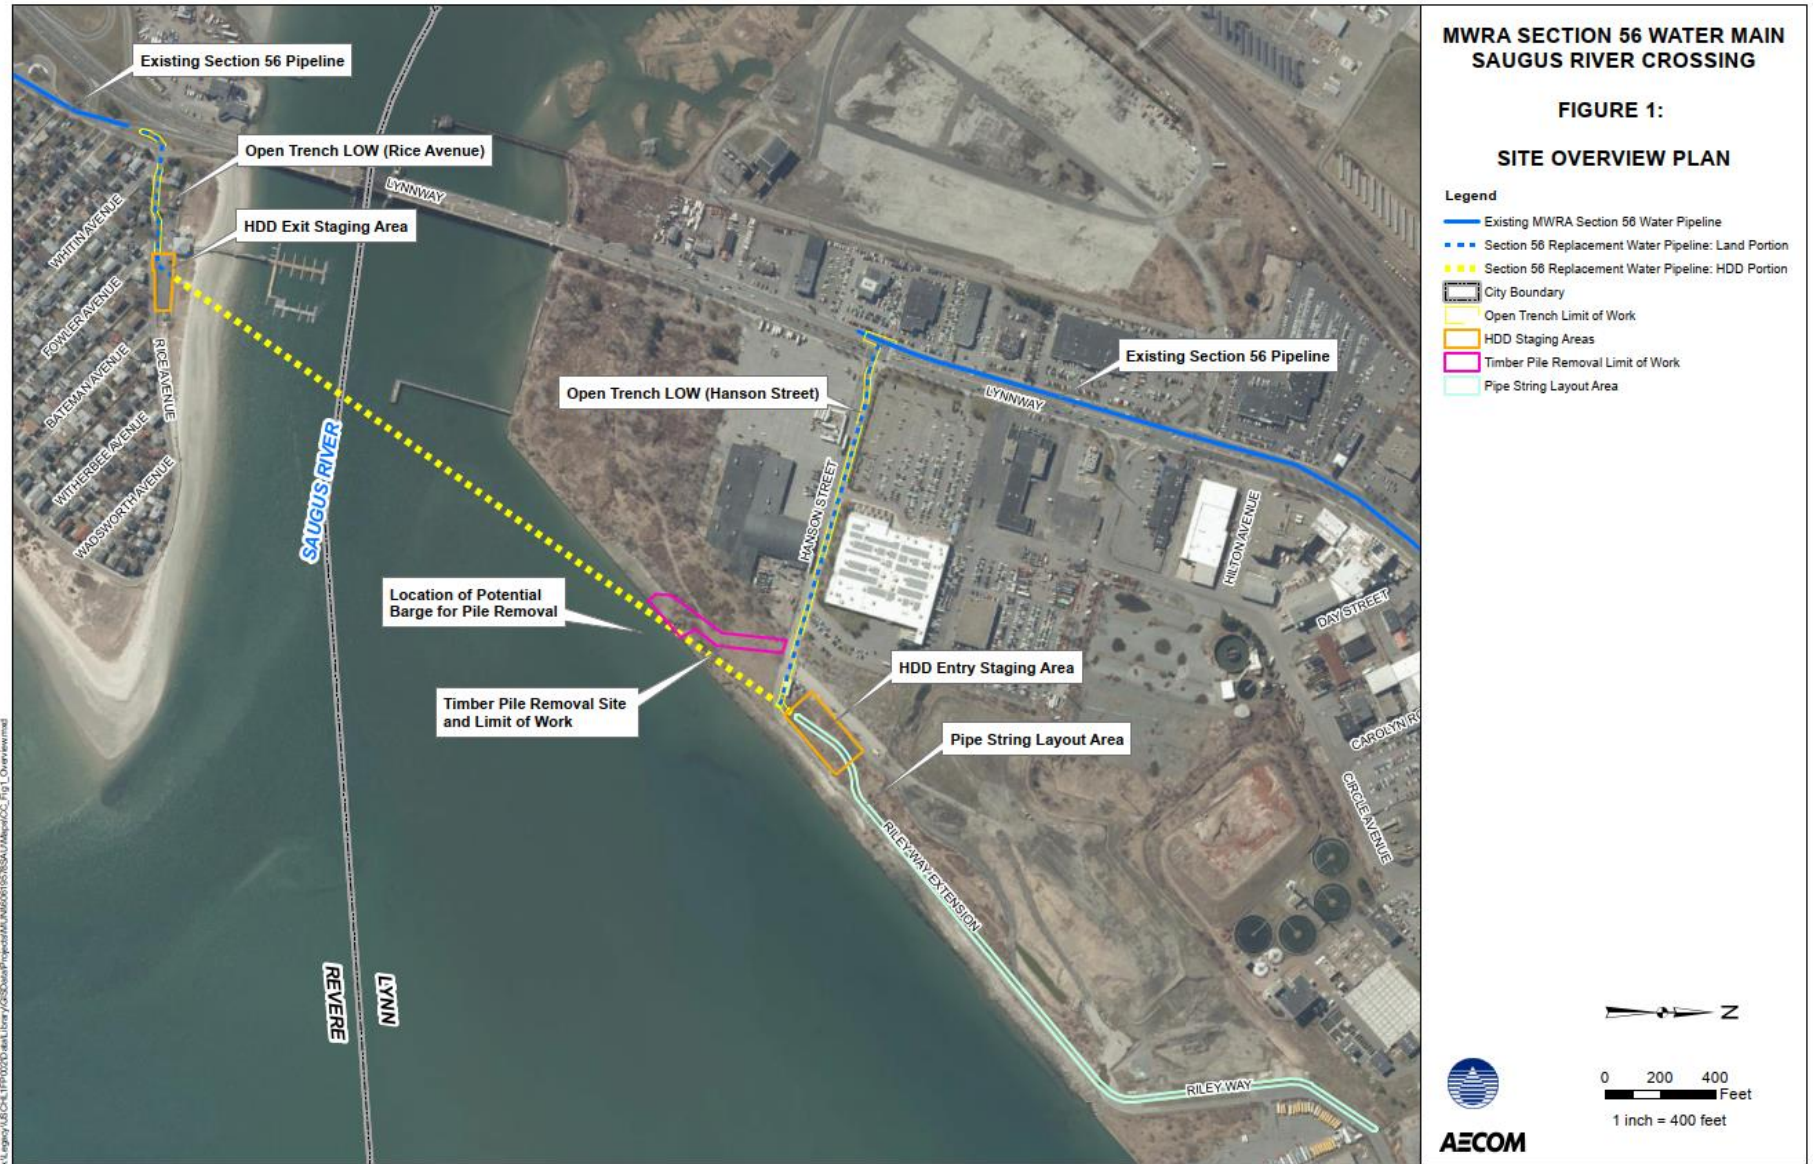 MWRA SECTION 56 WATER MAIN
SAUGUS RIVER CROSSING
FIGURE 1:
SITE OVERVIEW PLAN
Legend
Existing MWRA Section 56 Water Pipeline
Section 56 Replacement Water Pipeline: Land Portion
Section 56 Replacement Water Pipeline: HDD Portion
City Boundary
Open Trench Limit of Work
HDD Staging Areas
Timber Pile Removal Limit of Work
Pipe String Layout Area
Existing Section 56 Pipeline
Open Trench LOW (Rice Avenue)
LYNNWAY
HDD Exit Staging Area
WHITIN AVENUE
FOWLER AVENUE
RICE AVENUE
BATEMAN AVENUE
WITHERBEE AVENUE
WADSWORTH AVENUE
SAUGUS RIVER
Existing Section 56 Pipeline
Open Trench LOW (Hanson Street)
LYNNWAY
HANSON STREET
HILTON AVENUE
DAY STREET
Location of Potential
Barge for Pile Removal
HDD Entry Staging Area
Timber Pile Removal Site
and Limit of Work
Pipe String Layout Area
CAROLYN R
CIRCLE AVENUE
RILEY WAY EXTENSION
REVERE
LYNN
RILEY WAY
N
0 200 400
Feet
1 inch = 400 feet
AECOM